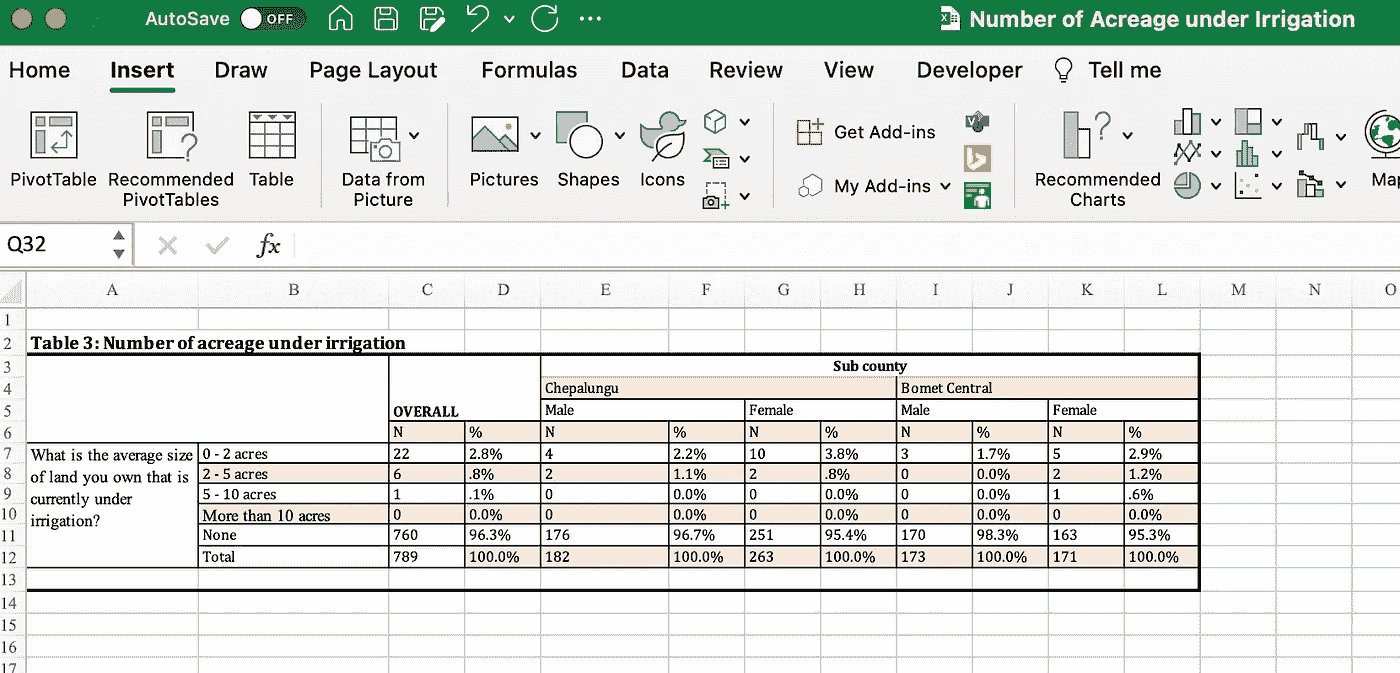 AutoSave OFF Number of Acreage under Irrigation
Home Insert Draw Page Layout Formulas Data Review View Developer Tell me
PivotTable Recommended PivotTables Table Data from Picture Pictures Shapes Icons Get Add-ins My Add-ins Recommended Charts Map
Q32 fx
A B C D E F G H I J K L M N O
1
2 Table 3: Number of acreage under irrigation
3 Sub county
4 Chepalungu Bomet Central
5 OVERALL Male Female Male Female
6 N % N % N % N % N %
7 What is the average size 0 - 2 acres 22 2.8% 4 2.2% 10 3.8% 3 1.7% 5 2.9%
8 of land you own that is 2 - 5 acres 6 .8% 2 1.1% 2 .8% 0 0.0% 2 1.2%
9 currently under 5 - 10 acres 1 .1% 0 0.0% 0 0.0% 0 0.0% 1 .6%
10 irrigation? More than 10 acres 0 0.0% 0 0.0% 0 0.0% 0 0.0% 0 0.0%
11 None 760 96.3% 176 96.7% 251 95.4% 170 98.3% 163 95.3%
12 Total 789 100.0% 182 100.0% 263 100.0% 173 100.0% 171 100.0%
13
14
15
16
17